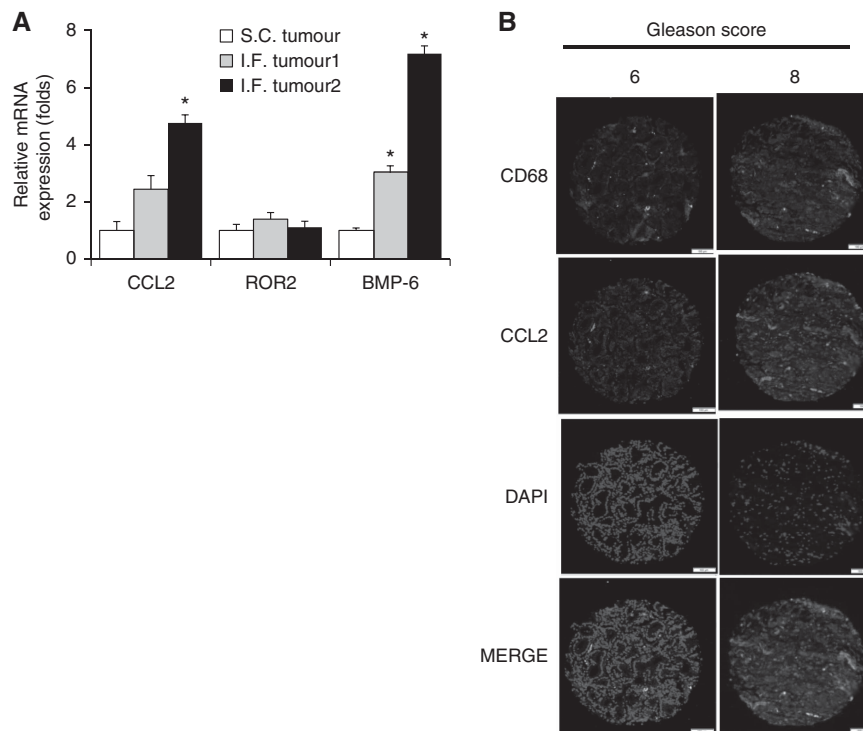 A
Relative mRNA
expression (folds)
8
6
4
2
0
S.C. tumour
I.F. tumour1
I.F. tumour2
*
*
*
CCL2 ROR2 BMP-6
B
Gleason score
6 8
CD68
CCL2
DAPI
MERGE